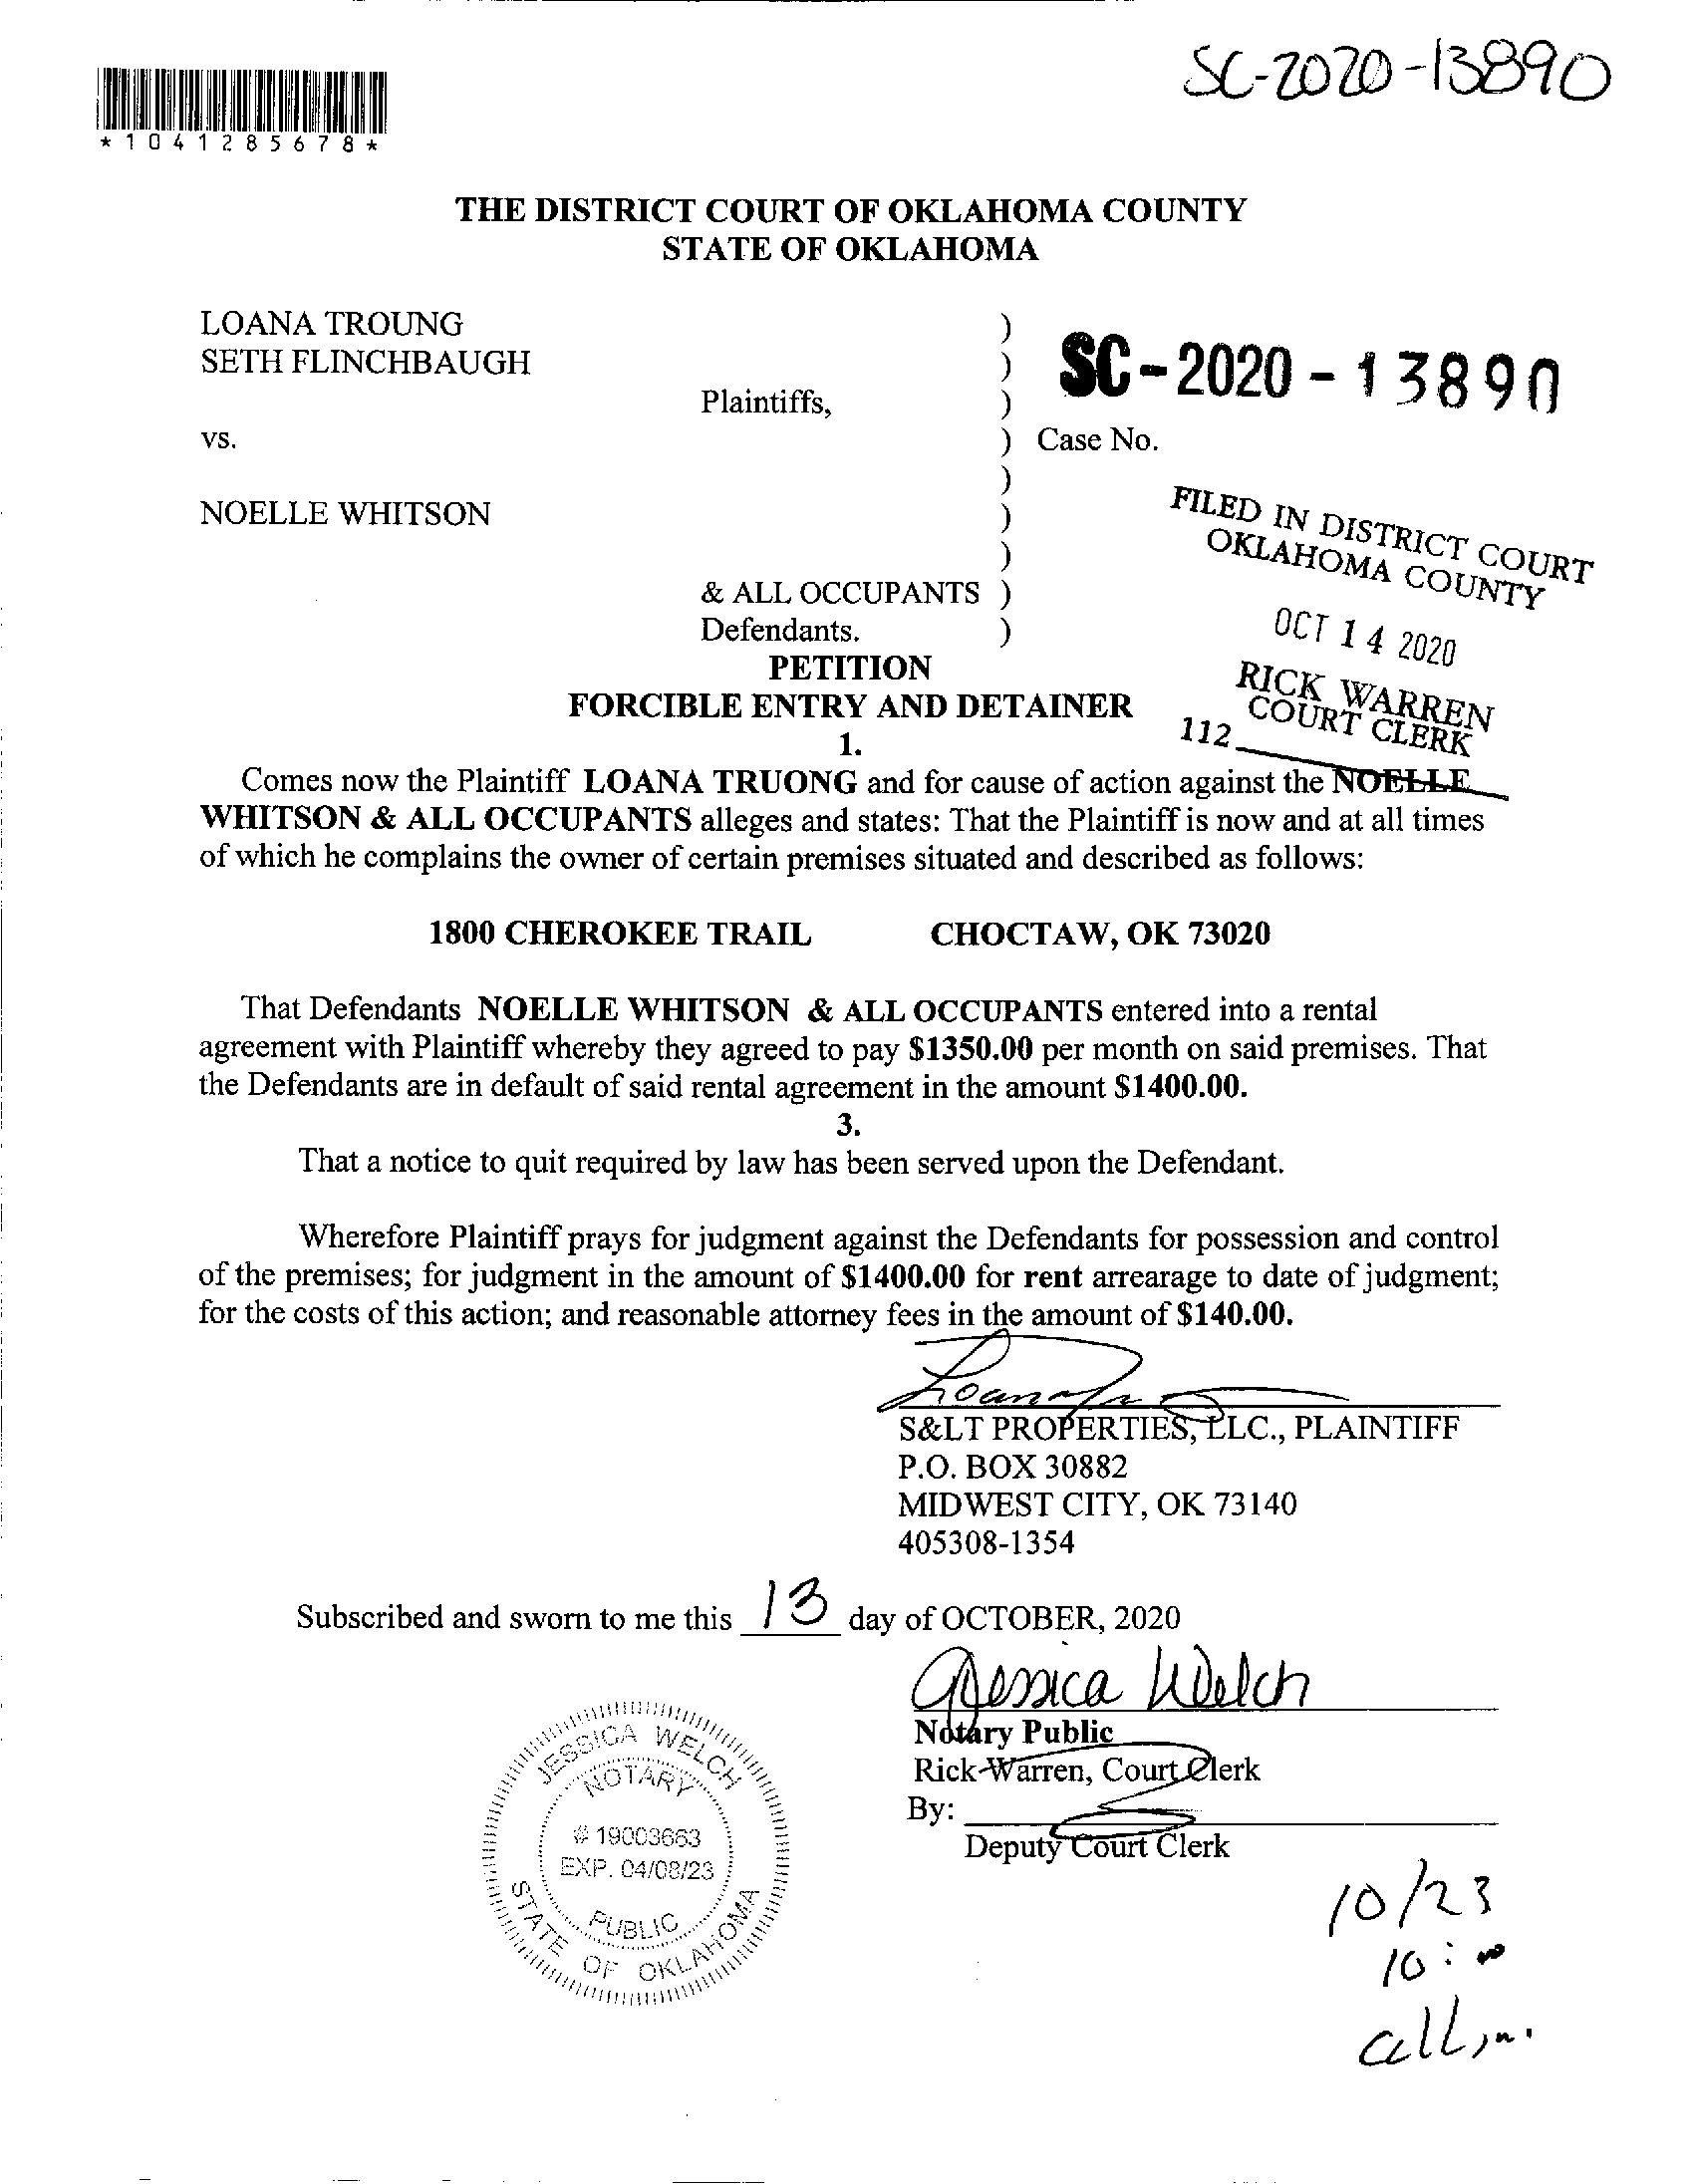 SC-2020-13890
*1041285678*
THE DISTRICT COURT OF OKLAHOMA COUNTY
STATE OF OKLAHOMA
LOANA TROUNG )
SETH FLINCHBAUGH ) SC-2020-13890
Plaintiffs, )
vs. ) Case No.
)
NOELLE WHITSON )
)
& ALL OCCUPANTS )
Defendants. )
FILED IN DISTRICT COURT
OKLAHOMA COUNTY
OCT 14 2020
RICK WARREN
COURT CLERK
112
PETITION
FORCIBLE ENTRY AND DETAINER
1.
Comes now the Plaintiff LOANA TRUONG and for cause of action against the NOELLE
WHITSON & ALL OCCUPANTS alleges and states: That the Plaintiff is now and at all times
of which he complains the owner of certain premises situated and described as follows:
1800 CHEROKEE TRAIL CHOCTAW, OK 73020
That Defendants NOELLE WHITSON & ALL OCCUPANTS entered into a rental
agreement with Plaintiff whereby they agreed to pay $1350.00 per month on said premises. That
the Defendants are in default of said rental agreement in the amount $1400.00.
3.
That a notice to quit required by law has been served upon the Defendant.
Wherefore Plaintiff prays for judgment against the Defendants for possession and control
of the premises; for judgment in the amount of $1400.00 for rent arrearage to date of judgment;
for the costs of this action; and reasonable attorney fees in the amount of $140.00.
S&LT PROPERTIES, LLC., PLAINTIFF
P.O. BOX 30882
MIDWEST CITY, OK 73140
405308-1354
Subscribed and sworn to me this 13 day of OCTOBER, 2020
Jessica Welch
Notary Public
Rick Warren, Court Clerk
By:
Deputy Court Clerk
JESSICA WELCH
NOTARY
# 19003663
EXP. 04/08/23
PUBLIC
STATE OF OKLAHOMA
10/23
10:00